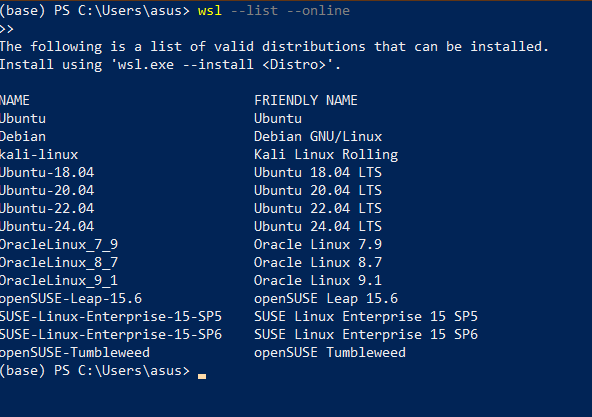 (base) PS C:\Users\asus> wsl --list --online
>>
The following is a list of valid distributions that can be installed.
Install using 'wsl.exe --install <Distro>'.
NAME FRIENDLY NAME
Ubuntu Ubuntu
Debian Debian GNU/Linux
kali-linux Kali Linux Rolling
Ubuntu-18.04 Ubuntu 18.04 LTS
Ubuntu-20.04 Ubuntu 20.04 LTS
Ubuntu-22.04 Ubuntu 22.04 LTS
Ubuntu-24.04 Ubuntu 24.04 LTS
OracleLinux_7_9 Oracle Linux 7.9
OracleLinux_8_7 Oracle Linux 8.7
OracleLinux_9_1 Oracle Linux 9.1
openSUSE-Leap-15.6 openSUSE Leap 15.6
SUSE-Linux-Enterprise-15-SP5 SUSE Linux Enterprise 15 SP5
SUSE-Linux-Enterprise-15-SP6 SUSE Linux Enterprise 15 SP6
openSUSE-Tumbleweed openSUSE Tumbleweed
(base) PS C:\Users\asus>